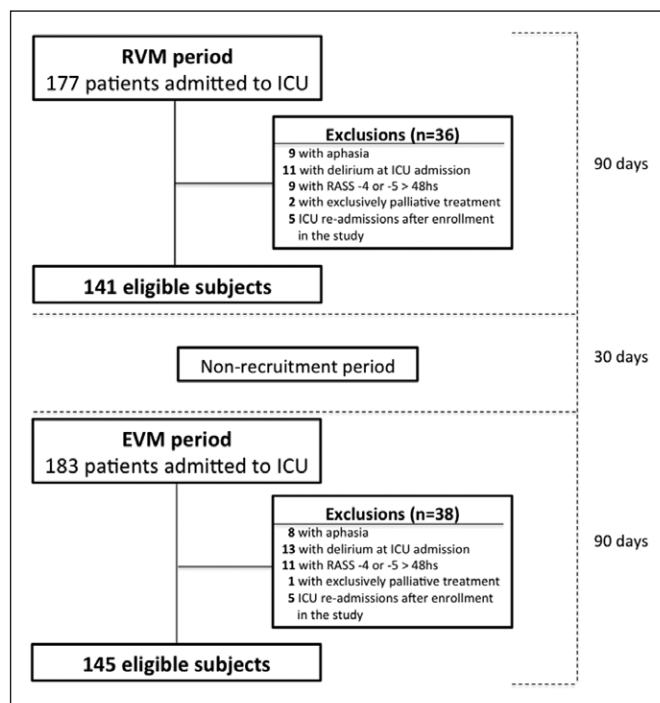 RVM period
177 patients admitted to ICU
Exclusions (n=36)
9 with aphasia
11 with delirium at ICU admission
9 with RASS -4 or -5 > 48hs
2 with exclusively palliative treatment
5 ICU re-admissions after enrollment
in the study
90 days
141 eligible subjects
Non-recruitment period
30 days
EVM period
183 patients admitted to ICU
Exclusions (n=38)
8 with aphasia
13 with delirium at ICU admission
11 with RASS -4 or -5 > 48hs
1 with exclusively palliative treatment
5 ICU re-admissions after enrollment
in the study
90 days
145 eligible subjects